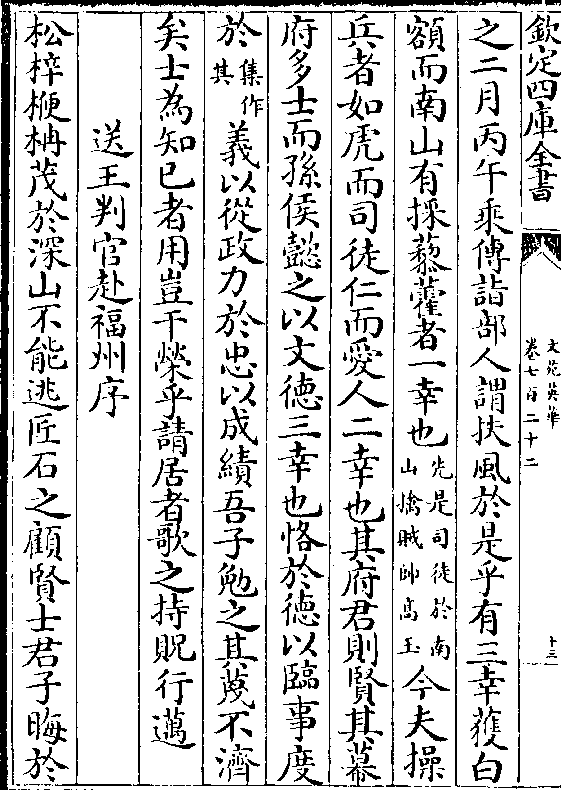 欽定四庫全書
文苑英華
卷七百二十二
十三
之二月丙午乘傳詣部人謂扶風於是乎有三幸獲白
額而南山有採藜藿者一幸也先是司徒於南山擒賊帥高玉今夫操
兵者如虎而司徒仁而愛人二幸也其府君則賢其幕
府多士而孫侯懿之以文德三幸也恪於德以臨事度
於集作其義以從政力於忠以成績吾子勉之其蔑不濟
矣士為知已者用豈干榮乎請居者歌之持貺行邁
送王判官赴福州序
松梓楩柟茂於深山不能逃匠石之顧賢士君子晦於